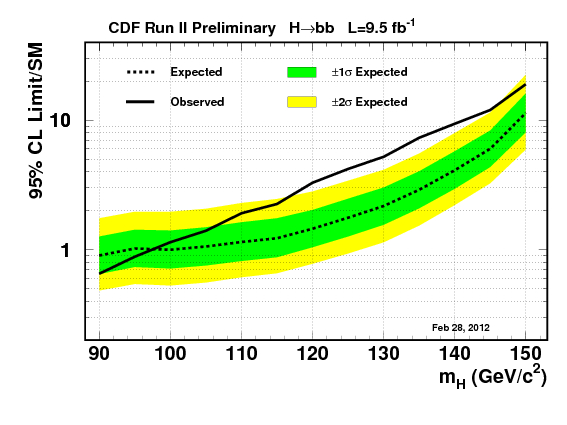 CDF Run II Preliminary H→bb L=9.5 fb-1
95% CL Limit/SM
Expected
Observed
±1σ Expected
±2σ Expected
10
1
Feb 28, 2012
90 100 110 120 130 140 150
mH (GeV/c2)